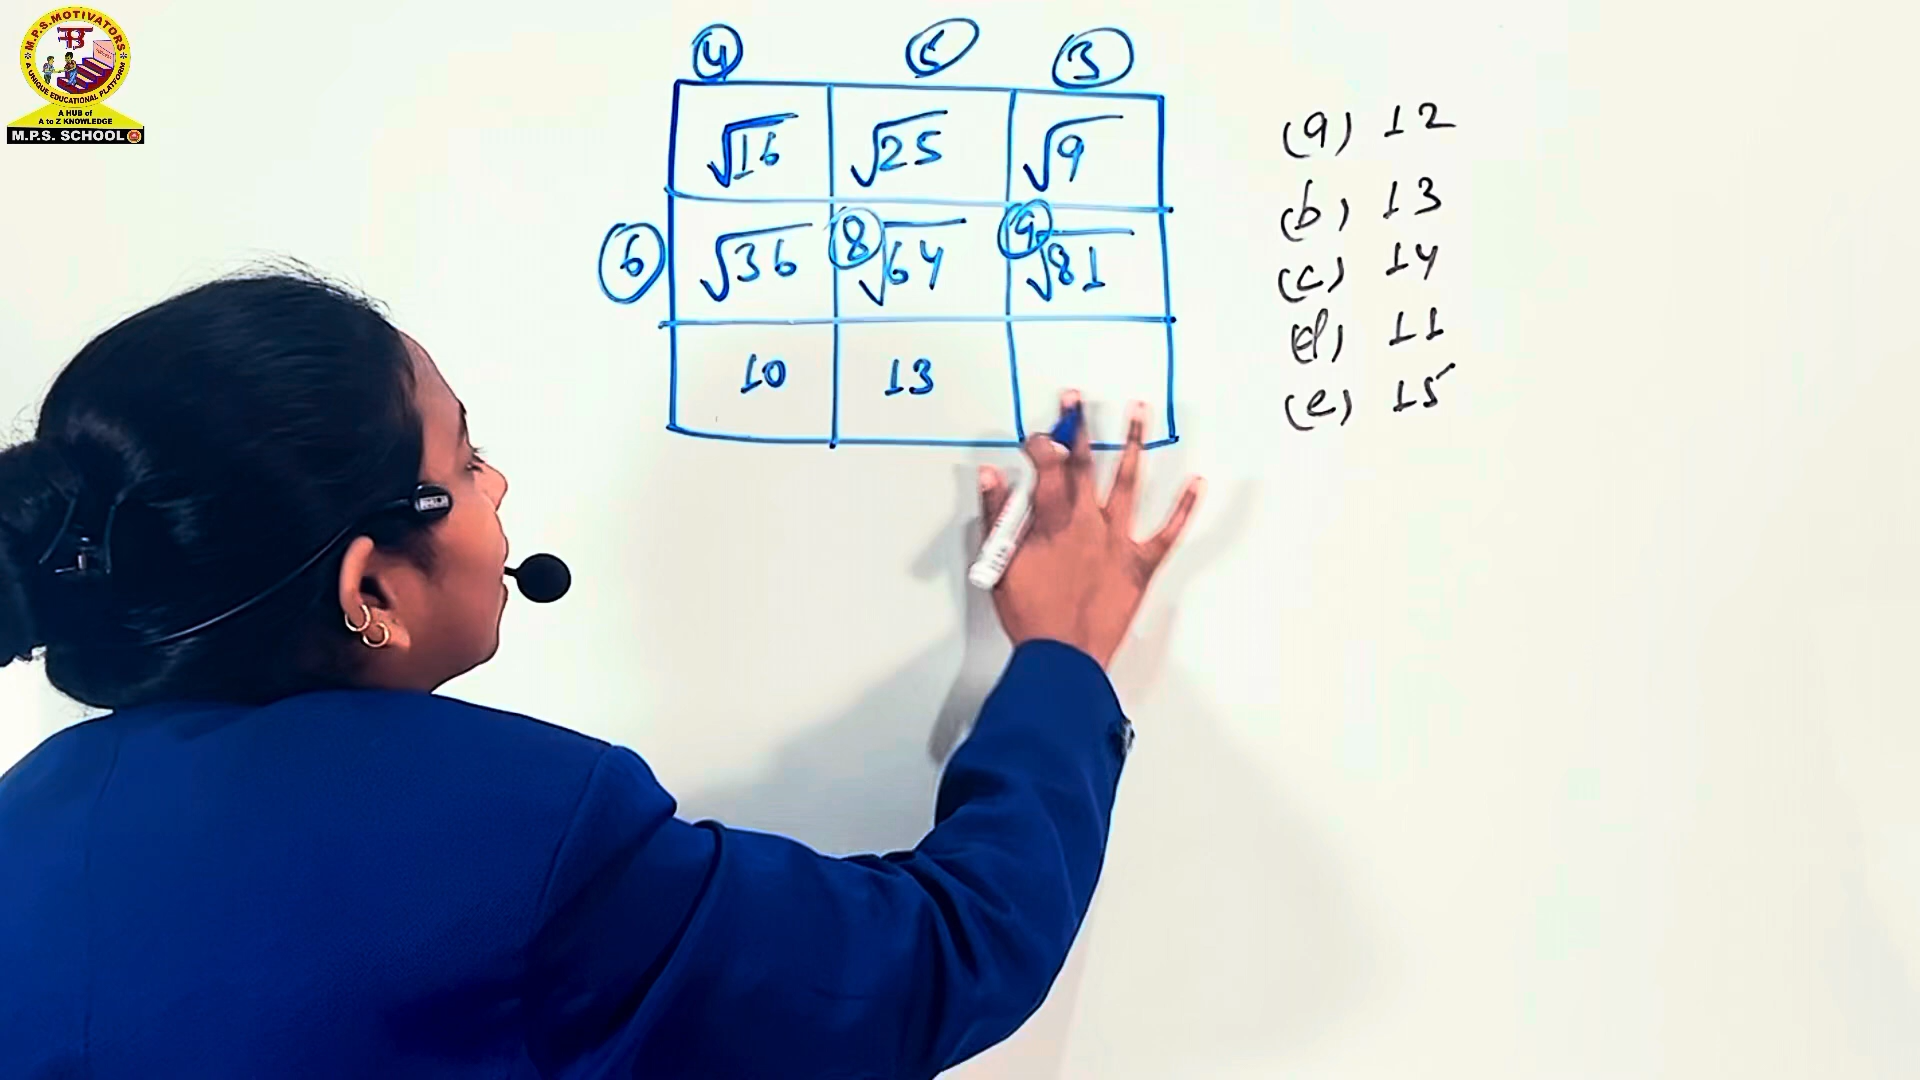 M.P.S.MOTIVATORS
A UNIQUE EDUCATIONAL PLATFORM
A HUB of
A to Z KNOWLEDGE
M.P.S. SCHOOL
4 5 3
√16 √25 √9
6 √36 8 √64 9 √81
10 13
(a) 12
(b) 13
(c) 14
(d) 11
(e) 15